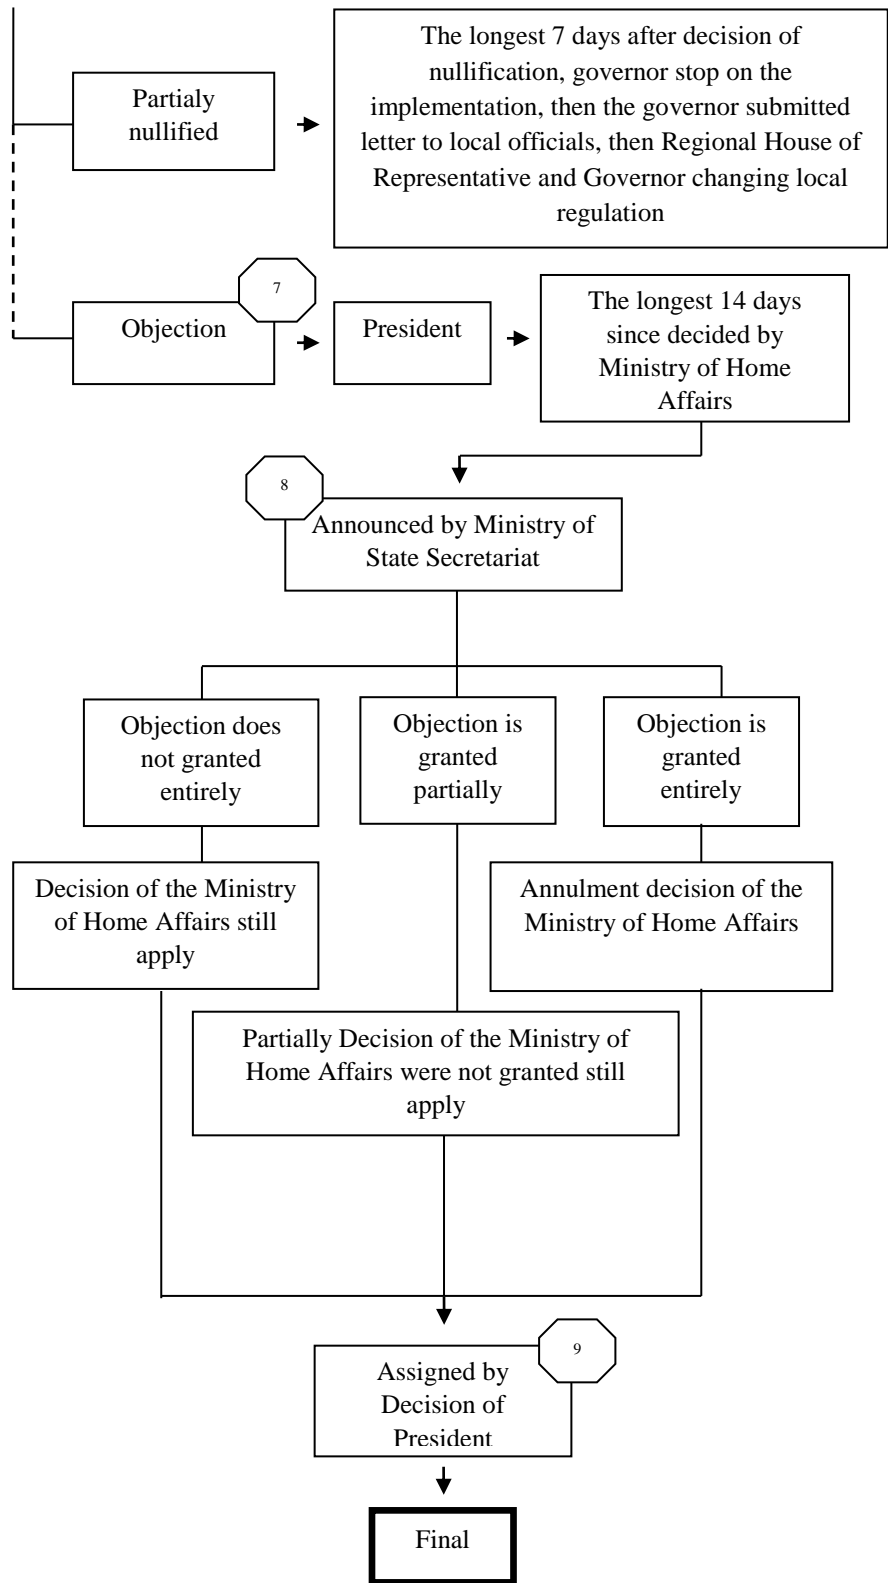 Partialy
nullified
The longest 7 days after decision of
nullification, governor stop on the
implementation, then the governor submitted
letter to local officials, then Regional House of
Representative and Governor changing local
regulation
7
Objection
President
The longest 14 days
since decided by
Ministry of Home
Affairs
8
Announced by Ministry of
State Secretariat
Objection does
not granted
entirely
Objection is
granted
partially
Objection is
granted
entirely
Decision of the Ministry
of Home Affairs still
apply
Annulment decision of the
Ministry of Home Affairs
Partially Decision of the Ministry of
Home Affairs were not granted still
apply
9
Assigned by
Decision of
President
Final